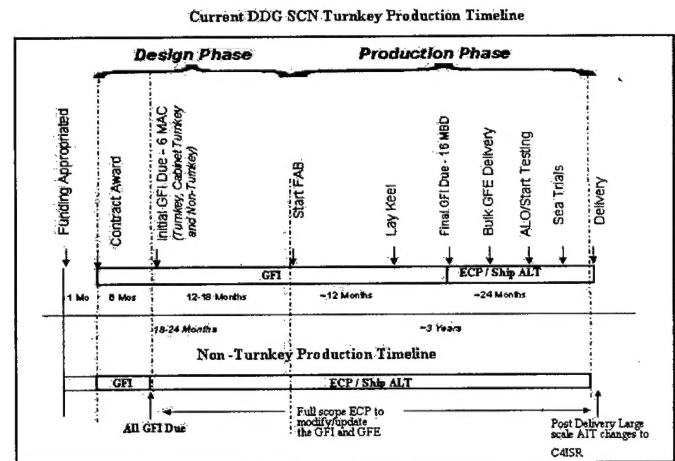 Current DDG SCN Turnkey Production Timeline
Design Phase
Production Phase
Funding Appropriated
Contract Award
Initial GFI Due - 6 MAC
(Turnkey, Cabinet Turnkey
and Non-Turnkey)
Start FAB
Lay Keel
Final GFI Due - 16 MBD
Bulk GFE Delivery
ALO/Start Testing
Sea Trials
Delivery
GFI
ECP / Ship ALT
1 Mo
6 Mos
12-18 Months
~12 Months
~24 Months
18-24 Months
~3 Years
Non-Turnkey Production Timeline
GFI
ECP / Ship ALT
All GFI Due
Full scope ECP to
modify/update
the GFI and GFE
Post Delivery Large
scale AIT changes to
C4ISR